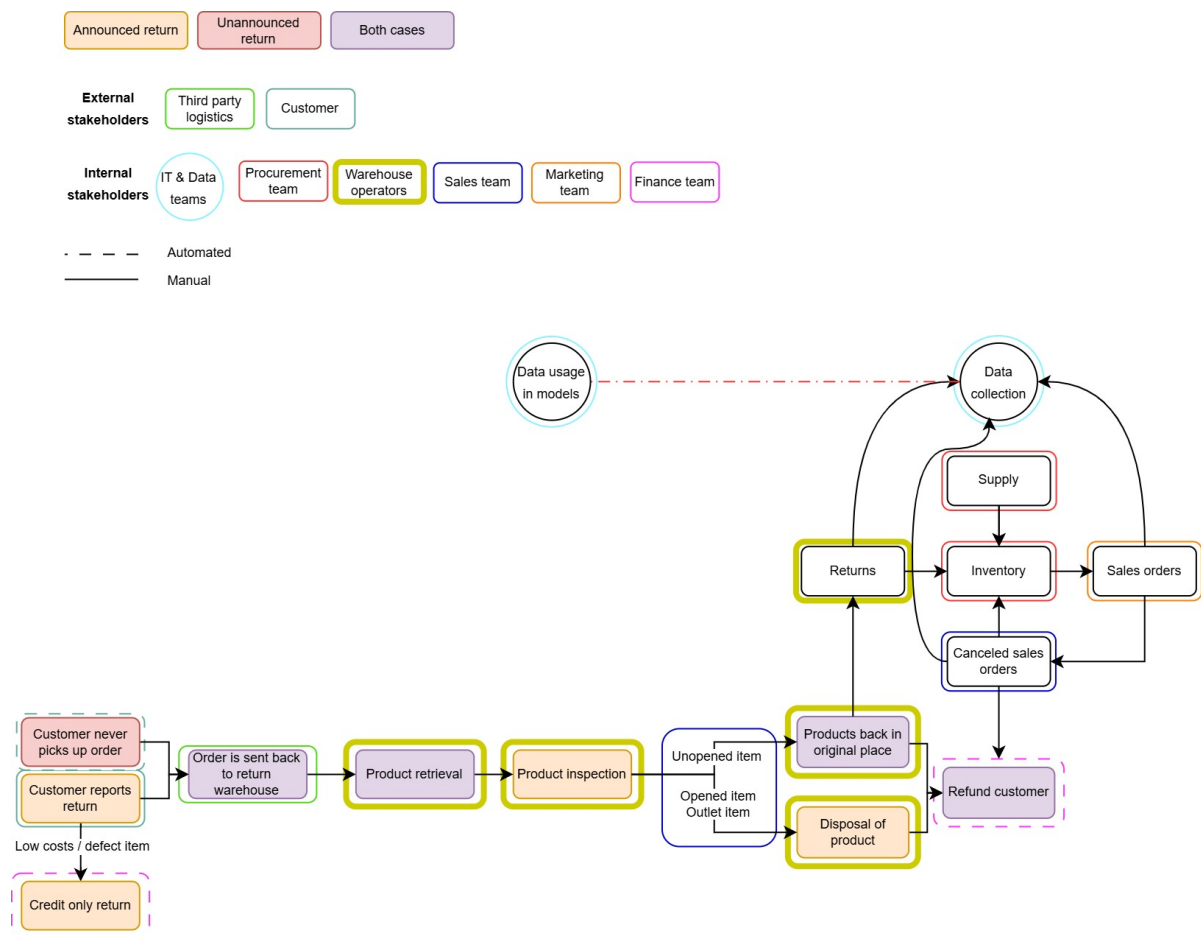 Announced return
Unannounced
return
Both cases
External
stakeholders
Third party
logistics
Customer
Internal
stakeholders
IT & Data
teams
Procurement
team
Warehouse
operators
Sales team
Marketing
team
Finance team
Automated
Manual
Data usage
in models
Data
collection
Supply
Returns
Inventory
Sales orders
Canceled sales
orders
Customer never
picks up order
Customer reports
return
Low costs / defect item
Credit only return
Order is sent back
to return
warehouse
Product retrieval
Product inspection
Unopened item
Opened item
Outlet item
Products back in
original place
Disposal of
product
Refund customer